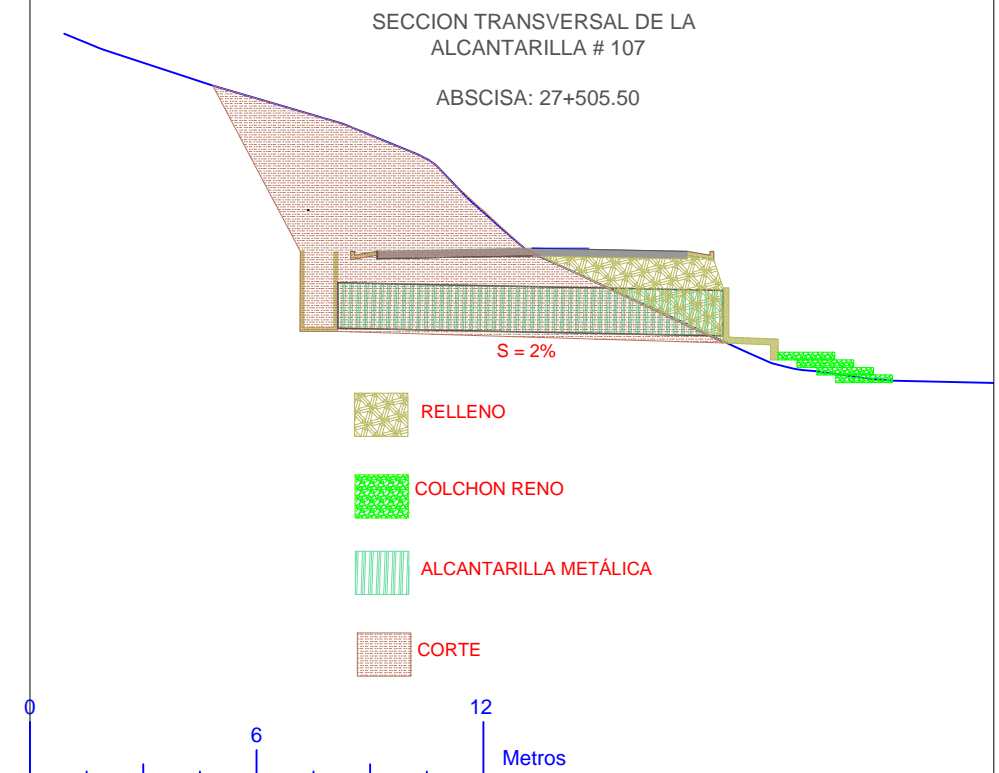 SECCION TRANSVERSAL DE LA
ALCANTARILLA # 107
ABSCISA: 27+505.50
S = 2%
RELLENO
COLCHON RENO
ALCANTARILLA METÁLICA
CORTE
0
12
6
Metros